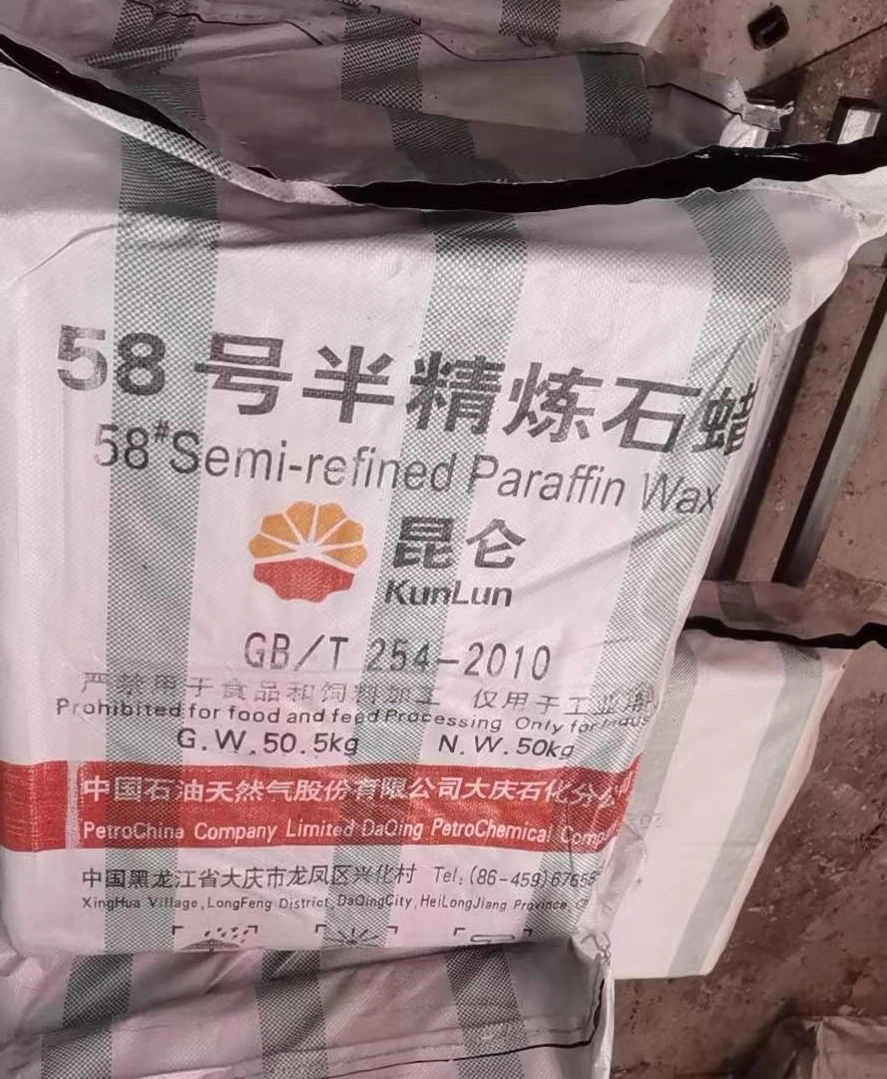 58号半精炼石蜡
58#Semi-refined Paraffin Wax
昆仑
KunLun
GB/T 254-2010
严禁用于食品和饲料加工 仅用于工业
Prohibited for food and feed Processing Only for
G.W.50.5kg N.W.50kg
中国石油天然气股份有限公司大庆石化分公司
PetroChina Company Limited DaQing PetroChemical
中国黑龙江省大庆市龙凤区兴化村 Tel:(86-459)
XingHua Village,LongFeng District,DaQingCity,HeiLongJiang Province,